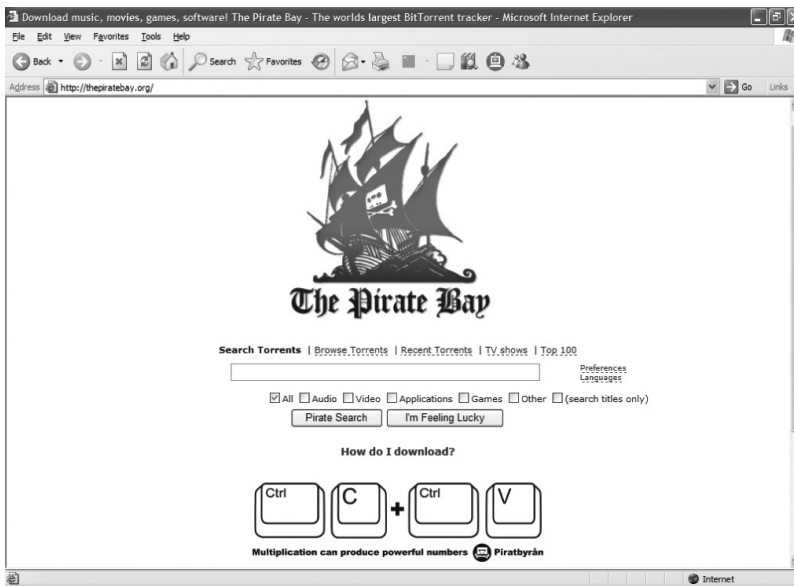 Download music, movies, games, software! The Pirate Bay - The worlds largest BitTorrent tracker - Microsoft Internet Explorer
File Edit View Favorites Tools Help
Back Search Favorites
Address http://thepiratebay.org/ Go Links
The Pirate Bay
Search Torrents | Browse Torrents | Recent Torrents | TV shows | Top 100
Preferences
Languages
All Audio Video Applications Games Other (search titles only)
Pirate Search I'm Feeling Lucky
How do I download?
Ctrl C + Ctrl V
Multiplication can produce powerful numbers Piratbyrån
Internet